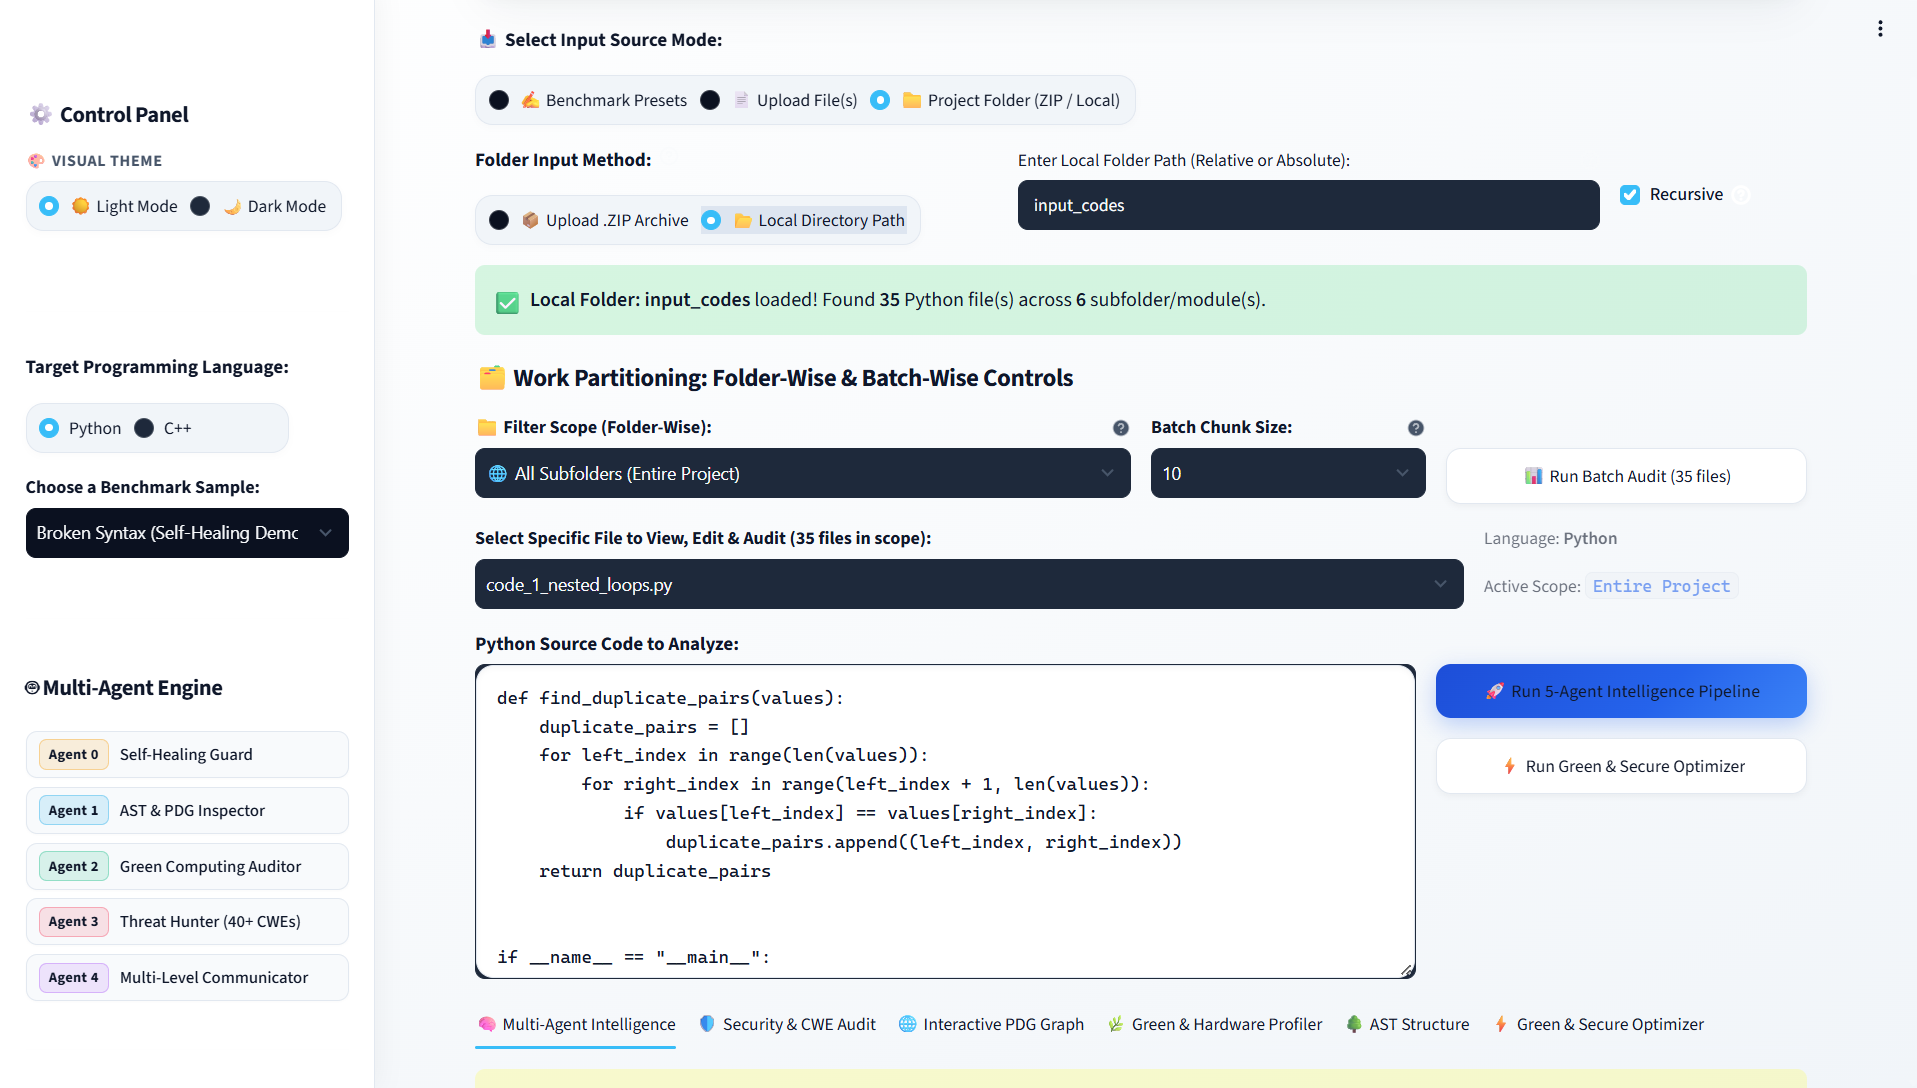 Control Panel
VISUAL THEME
Light Mode
Dark Mode
Target Programming Language:
Python
C++
Choose a Benchmark Sample:
Broken Syntax (Self-Healing Demo
Multi-Agent Engine
Agent 0 Self-Healing Guard
Agent 1 AST & PDG Inspector
Agent 2 Green Computing Auditor
Agent 3 Threat Hunter (40+ CWEs)
Agent 4 Multi-Level Communicator
Select Input Source Mode:
Benchmark Presets
Upload File(s)
Project Folder (ZIP / Local)
Folder Input Method:
Upload .ZIP Archive
Local Directory Path
Enter Local Folder Path (Relative or Absolute):
input_codes
Recursive
Local Folder: input_codes loaded! Found 35 Python file(s) across 6 subfolder/module(s).
Work Partitioning: Folder-Wise & Batch-Wise Controls
Filter Scope (Folder-Wise):
All Subfolders (Entire Project)
Batch Chunk Size:
10
Run Batch Audit (35 files)
Select Specific File to View, Edit & Audit (35 files in scope):
code_1_nested_loops.py
Language: Python
Active Scope: Entire Project
Python Source Code to Analyze:
def find_duplicate_pairs(values):
    duplicate_pairs = []
    for left_index in range(len(values)):
        for right_index in range(left_index + 1, len(values)):
            if values[left_index] == values[right_index]:
                duplicate_pairs.append((left_index, right_index))
    return duplicate_pairs
if __name__ == "__main__":
Run 5-Agent Intelligence Pipeline
Run Green & Secure Optimizer
Multi-Agent Intelligence
Security & CWE Audit
Interactive PDG Graph
Green & Hardware Profiler
AST Structure
Green & Secure Optimizer